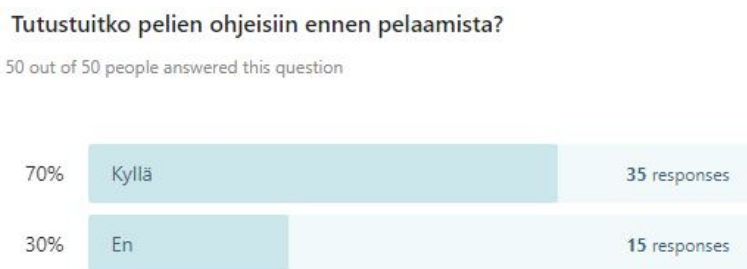 Tutustuitko pelien ohjeisiin ennen pelaamista?
50 out of 50 people answered this question
70% Kyllä 35 responses
30% En 15 responses